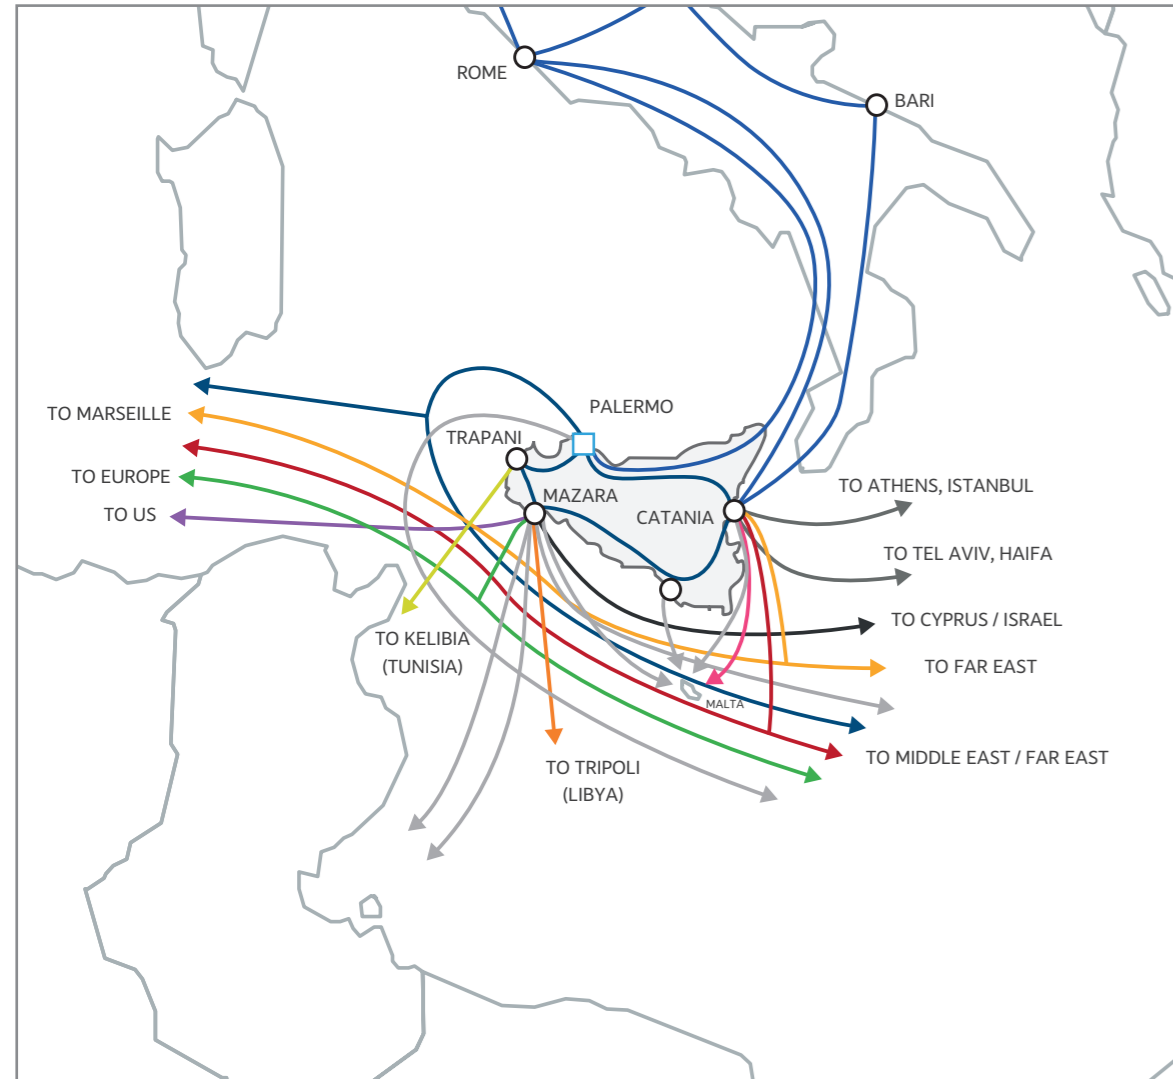 ROME
BARI
PALERMO
TO MARSEILLE
TRAPANI
TO EUROPE
MAZARA
TO US
CATANIA
TO ATHENS, ISTANBUL
TO TEL AVIV, HAIFA
TO CYPRUS / ISRAEL
TO KELIBIA
(TUNISIA)
TO FAR EAST
MALTA
TO MIDDLE EAST / FAR EAST
TO TRIPOLI
(LIBYA)